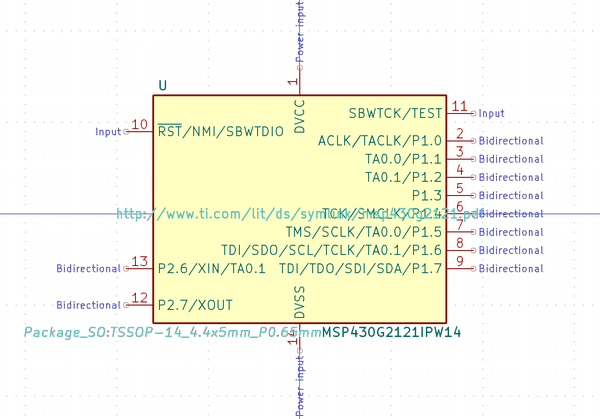 Power input
1
DVCC
U
SBWTCK/TEST 11 Input
Input 10 RST/NMI/SBWTDIO
ACLK/TACLK/P1.0 2 Bidirectional
TA0.0/P1.1 3 Bidirectional
TA0.1/P1.2 4 Bidirectional
P1.3 5 Bidirectional
TCK/SMCLK/P1.4 6 Bidirectional
http://www.ti.com/lit/ds/symlink/msp430g2121.pdf
TMS/SCLK/TA0.0/P1.5 7 Bidirectional
TDI/SDO/SCL/TCLK/TA0.1/P1.6 8 Bidirectional
Bidirectional 13 P2.6/XIN/TA0.1 TDI/TDO/SDI/SDA/P1.7 9 Bidirectional
Bidirectional 12 P2.7/XOUT
DVSS
Package_SO:TSSOP-14_4.4x5mm_P0.65mm MSP430G2121IPW14
14
Power input